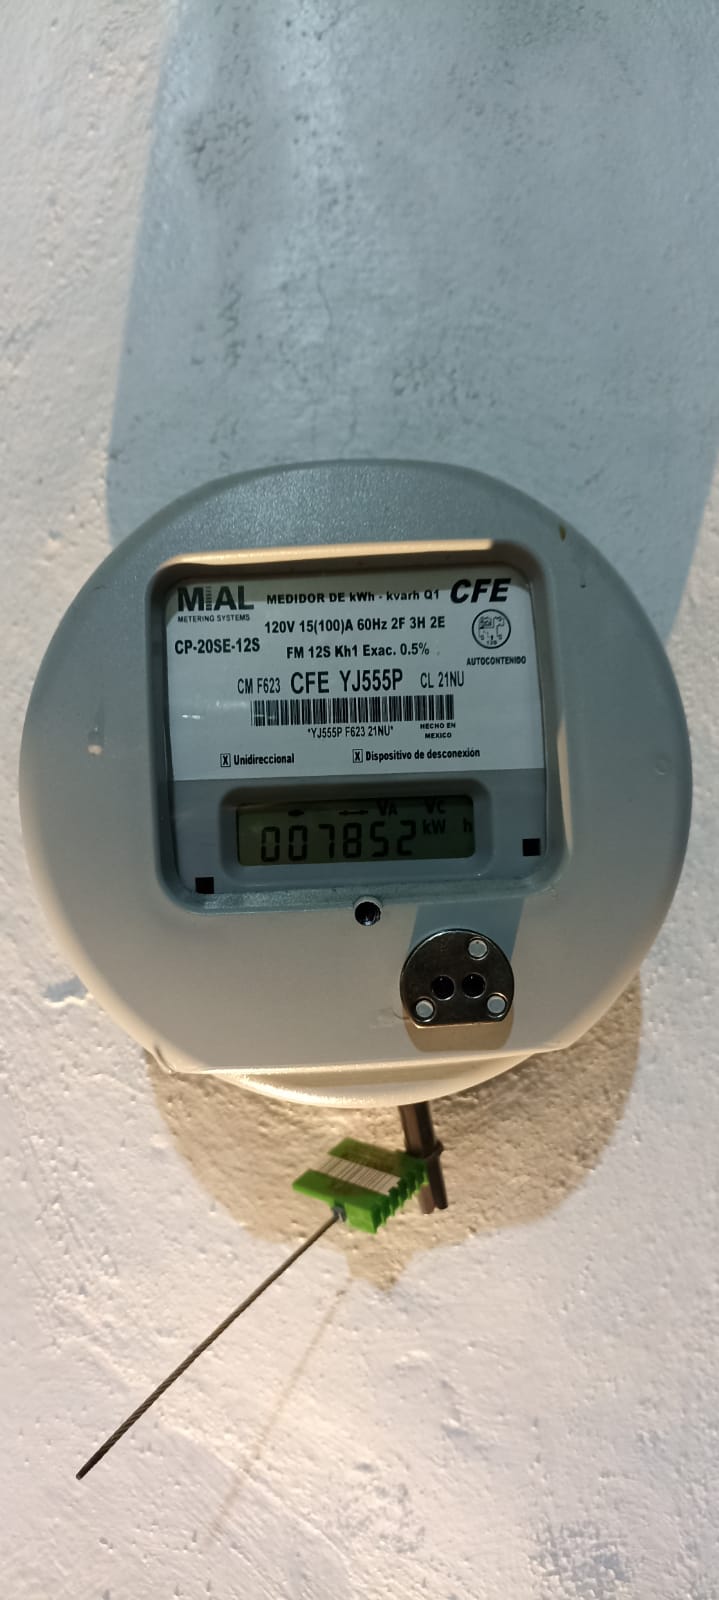 MIAL
METERING SYSTEMS
MEDIDOR DE kWh - kvarh Q1
CFE
120V 15(100)A 60Hz 2F 3H 2E
CP-20SE-12S
FM 12S Kh1 Exac. 0.5%
AUTOCONTENIDO
CM F623 CFE YJ555P CL 21NU
*YJ555P F623 21NU*
HECHO EN
MEXICO
X Unidireccional
X Dispositivo de desconexión
VA VC
007852 kW h